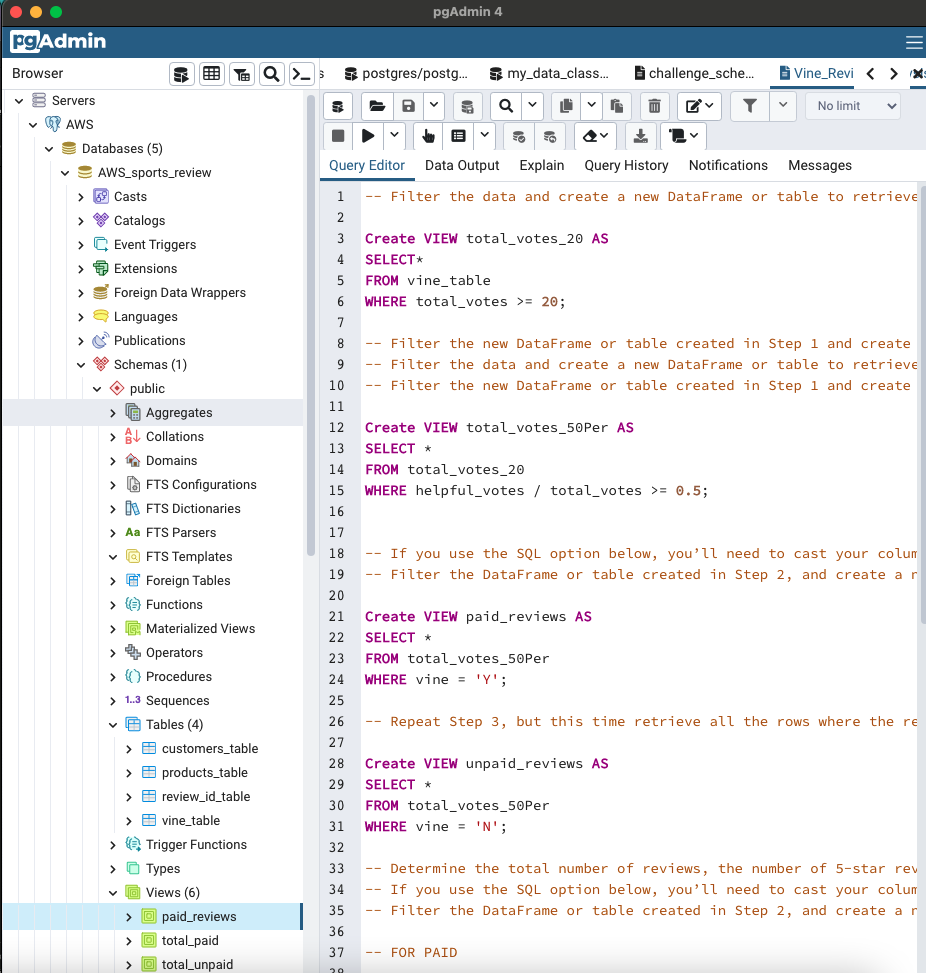 pgAdmin 4
pgAdmin
Browser
s
postgres/postg...
my_data_class...
challenge_sche...
Vine_Revi
No limit
Query Editor
Data Output
Explain
Query History
Notifications
Messages
Servers
AWS
Databases (5)
AWS_sports_review
Casts
Catalogs
Event Triggers
Extensions
Foreign Data Wrappers
Languages
Publications
Schemas (1)
public
Aggregates
Collations
Domains
FTS Configurations
FTS Dictionaries
Aa FTS Parsers
FTS Templates
Foreign Tables
Functions
Materialized Views
Operators
Procedures
1..3 Sequences
Tables (4)
customers_table
products_table
review_id_table
vine_table
Trigger Functions
Types
Views (6)
paid_reviews
total_paid
total_unpaid
1 -- Filter the data and create a new DataFrame or table to retrieve
2
3 Create VIEW total_votes_20 AS
4 SELECT*
5 FROM vine_table
6 WHERE total_votes >= 20;
7
8 -- Filter the new DataFrame or table created in Step 1 and create
9 -- Filter the data and create a new DataFrame or table to retrieve
10 -- Filter the new DataFrame or table created in Step 1 and create
11
12 Create VIEW total_votes_50Per AS
13 SELECT *
14 FROM total_votes_20
15 WHERE helpful_votes / total_votes >= 0.5;
16
17
18 -- If you use the SQL option below, you’ll need to cast your colum
19 -- Filter the DataFrame or table created in Step 2, and create a n
20
21 Create VIEW paid_reviews AS
22 SELECT *
23 FROM total_votes_50Per
24 WHERE vine = 'Y';
25
26 -- Repeat Step 3, but this time retrieve all the rows where the re
27
28 Create VIEW unpaid_reviews AS
29 SELECT *
30 FROM total_votes_50Per
31 WHERE vine = 'N';
32
33 -- Determine the total number of reviews, the number of 5-star rev
34 -- If you use the SQL option below, you’ll need to cast your colum
35 -- Filter the DataFrame or table created in Step 2, and create a n
36
37 -- FOR PAID